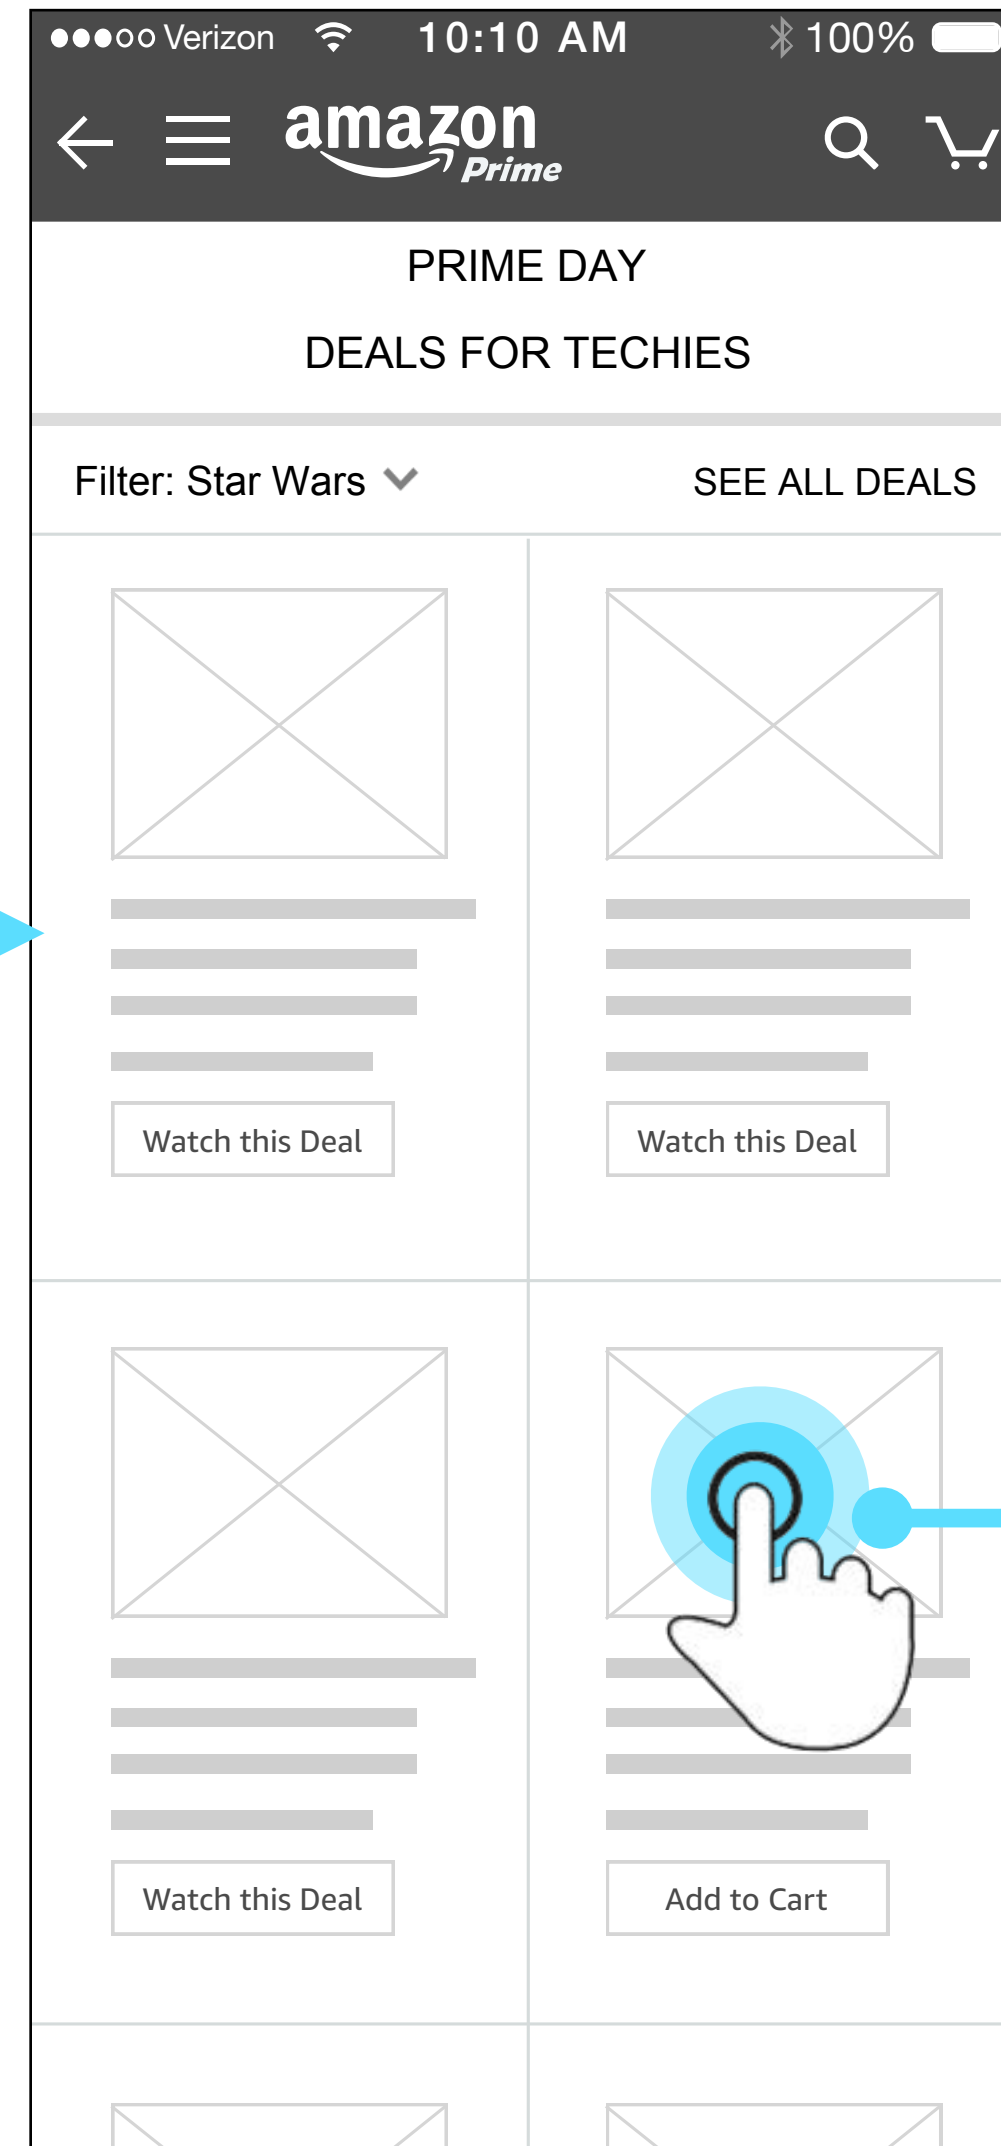 Verizon 10:10 AM 100%
amazon
Prime
PRIME DAY
DEALS FOR TECHIES
Filter: Star Wars SEE ALL DEALS
Watch this Deal Watch this Deal
Watch this Deal Add to Cart